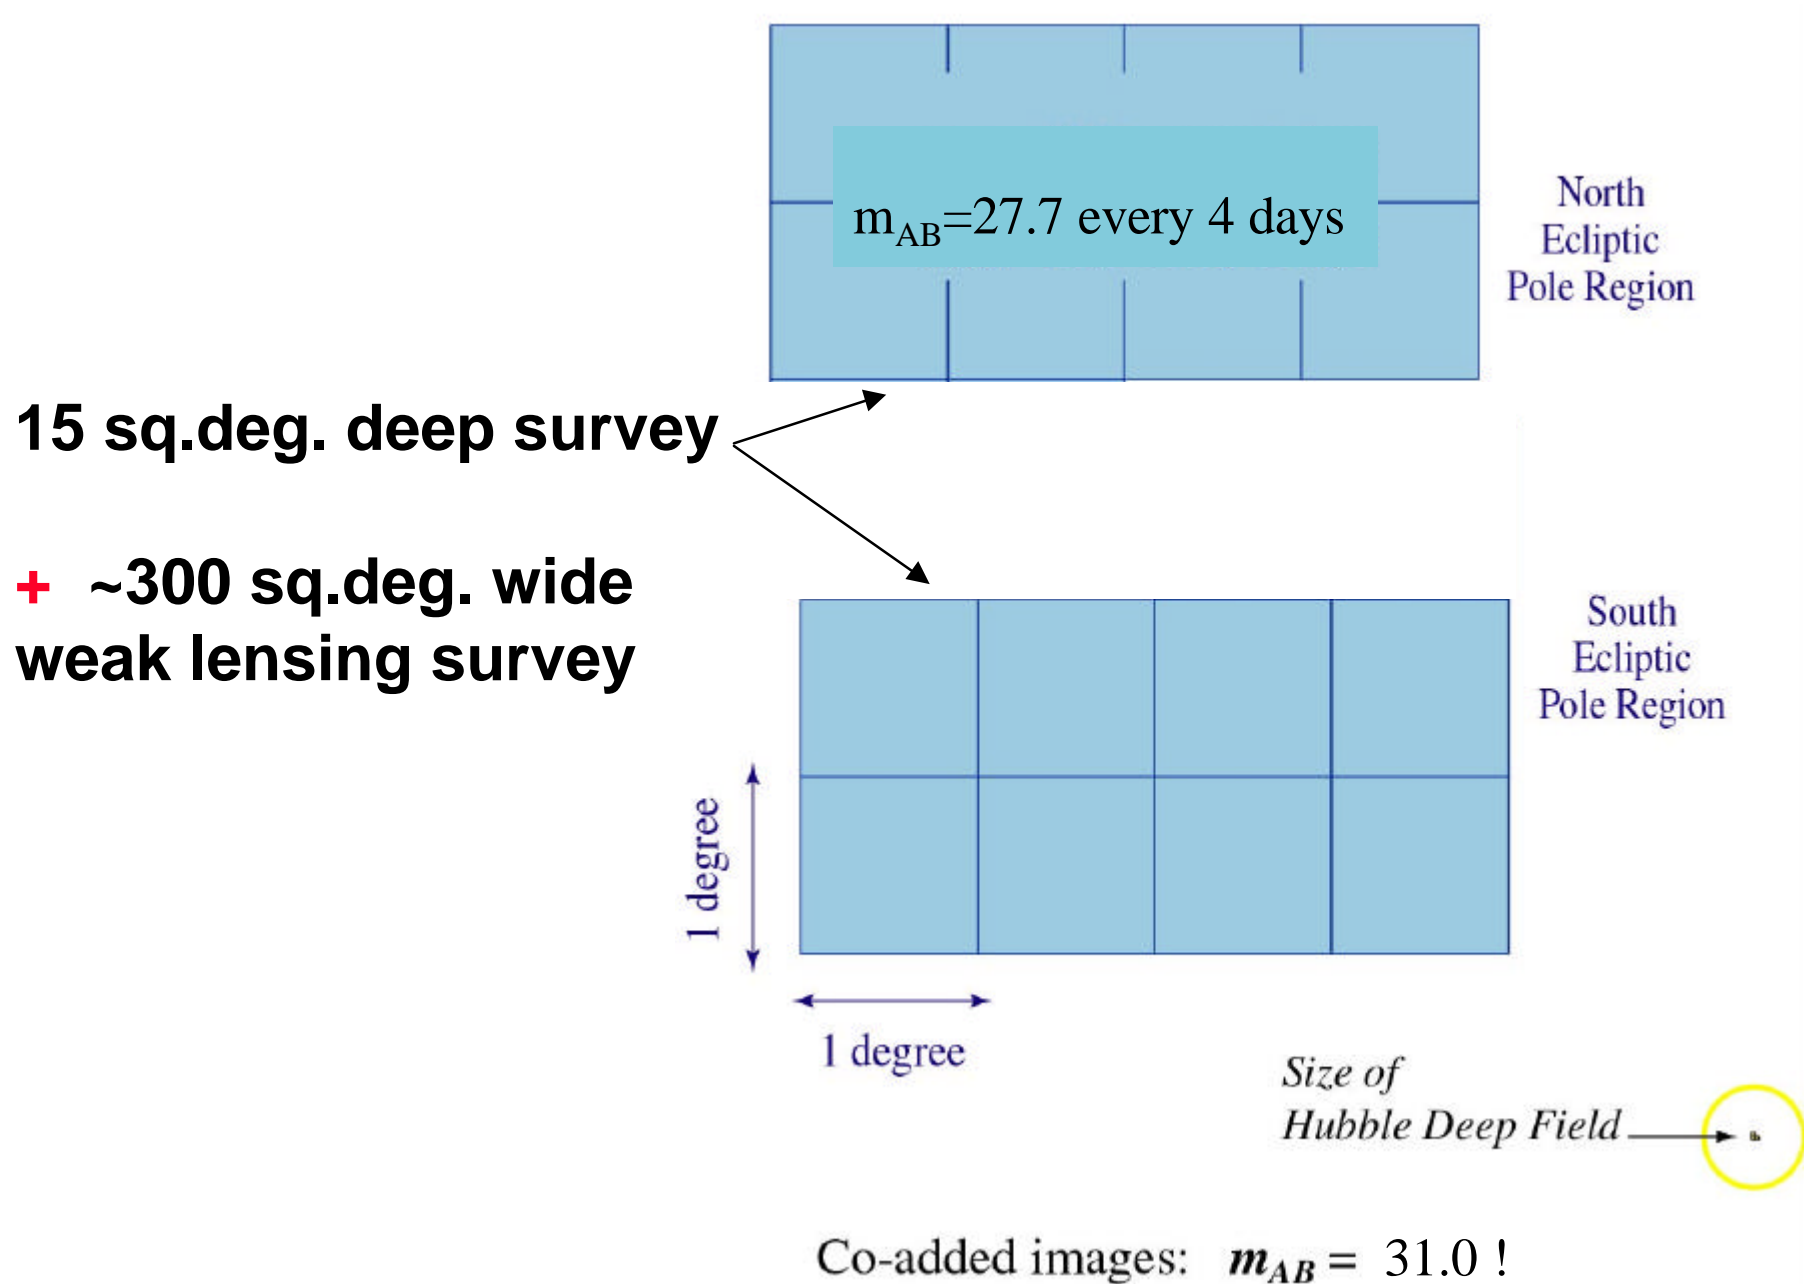 m_AB=27.7 every 4 days
North
Ecliptic
Pole Region
15 sq.deg. deep survey
+ ~300 sq.deg. wide
weak lensing survey
South
Ecliptic
Pole Region
1 degree
1 degree
Size of
Hubble Deep Field
Co-added images: m_AB = 31.0 !